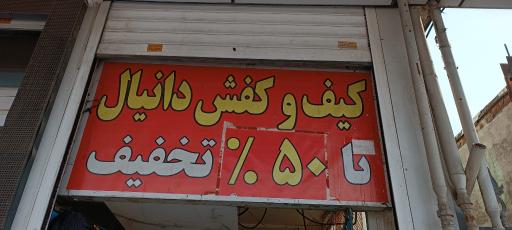 کیف و کفش دانیال
تا ۵۰ % تخفیف